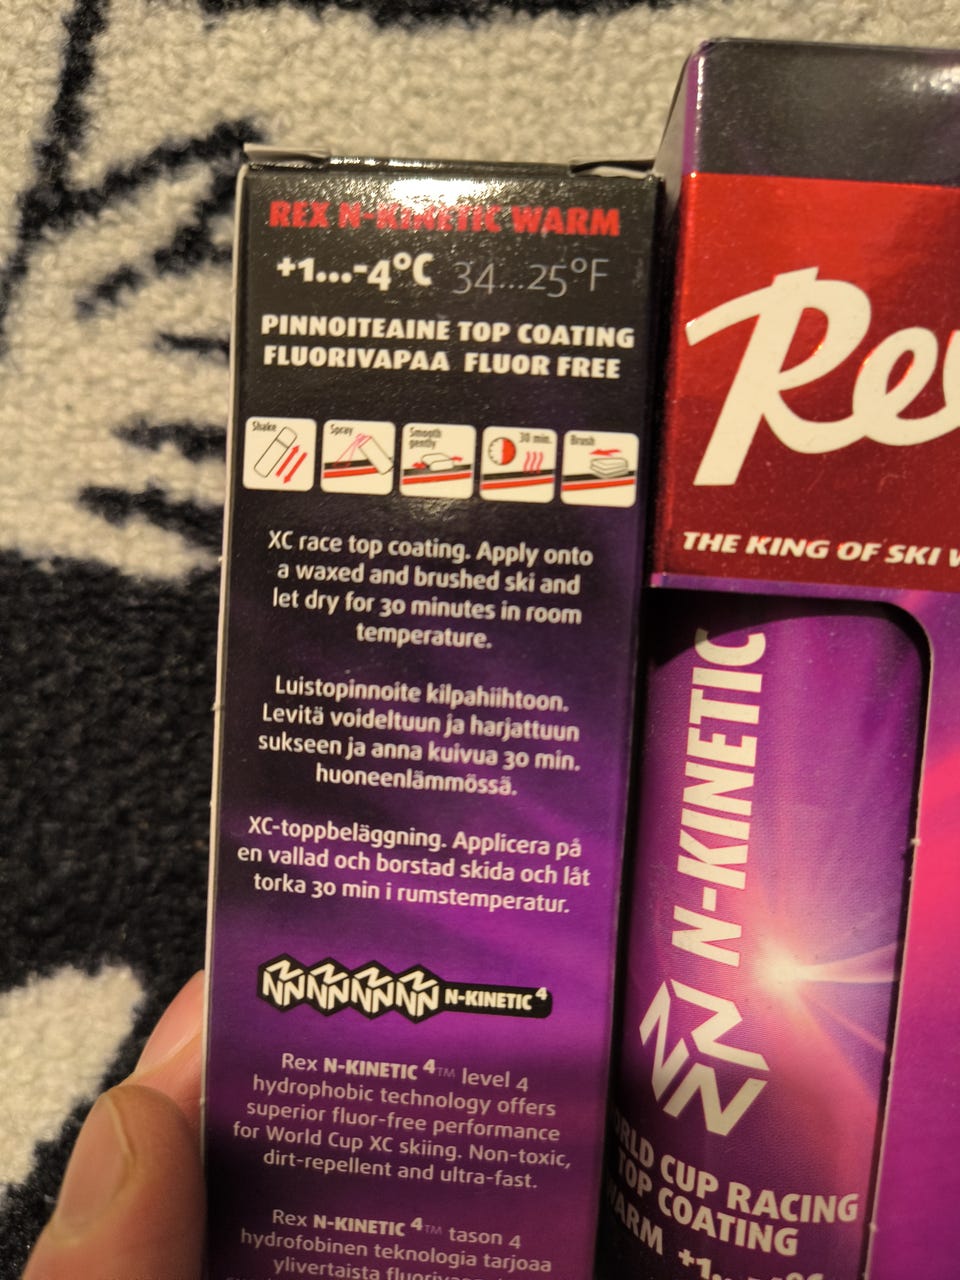 REX N-KINETIC WARM
+1...-4°C 34...25°F
PINNOITEAINE TOP COATING
FLUORIVAPAA FLUOR FREE
Shake
Spray
Smooth
gently
30 min.
Brush
XC race top coating. Apply onto
a waxed and brushed ski and
let dry for 30 minutes in room
temperature.
Luistopinnoite kilpahiihtoon.
Levitä voideltuun ja harjattuun
sukseen ja anna kuivua 30 min.
huoneenlämmössä.
XC-toppbeläggning. Applicera på
en vallad och borstad skida och låt
torka 30 min i rumstemperatur.
N-KINETIC 4
Rex N-KINETIC 4™ level 4
hydrophobic technology offers
superior fluor-free performance
for World Cup XC skiing. Non-toxic,
dirt-repellent and ultra-fast.
Rex N-KINETIC 4™ tason 4
hydrofobinen teknologia tarjoaa
ylivertaista
Rex
THE KING OF SKI
N-KINETIC
CUP RACING
TOP COATING
WARM +1...